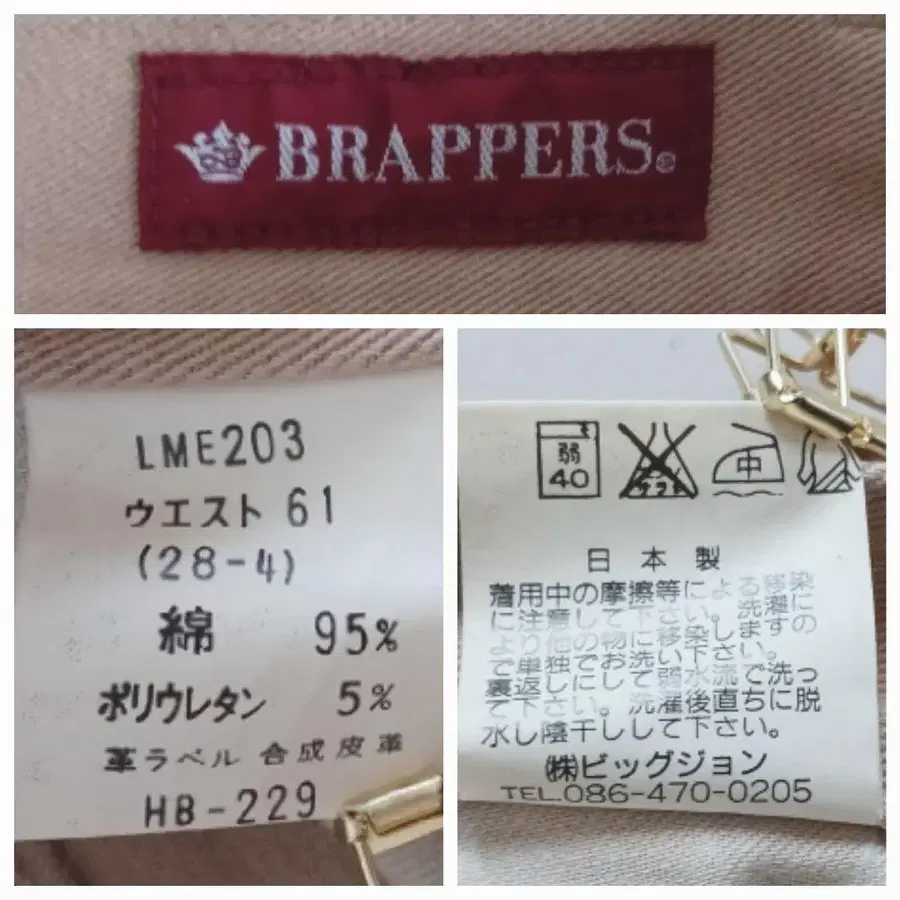 BRAPPERS®
LME203
ウエスト 61
(28-4)
綿 95%
ポリウレタン 5%
革ラベル 合成皮革
HB-229
弱
40
エンソ
サラシ
中
日本製
着用中の摩擦等による移染
に注意して下さい。洗濯に
より他の物に移染しますの
で単独でお洗い下さい。
裏返しにして弱水流で洗っ
て下さい。洗濯後直ちに脱
水し陰干しして下さい。
㈱ビッグジョン
TEL.086-470-0205